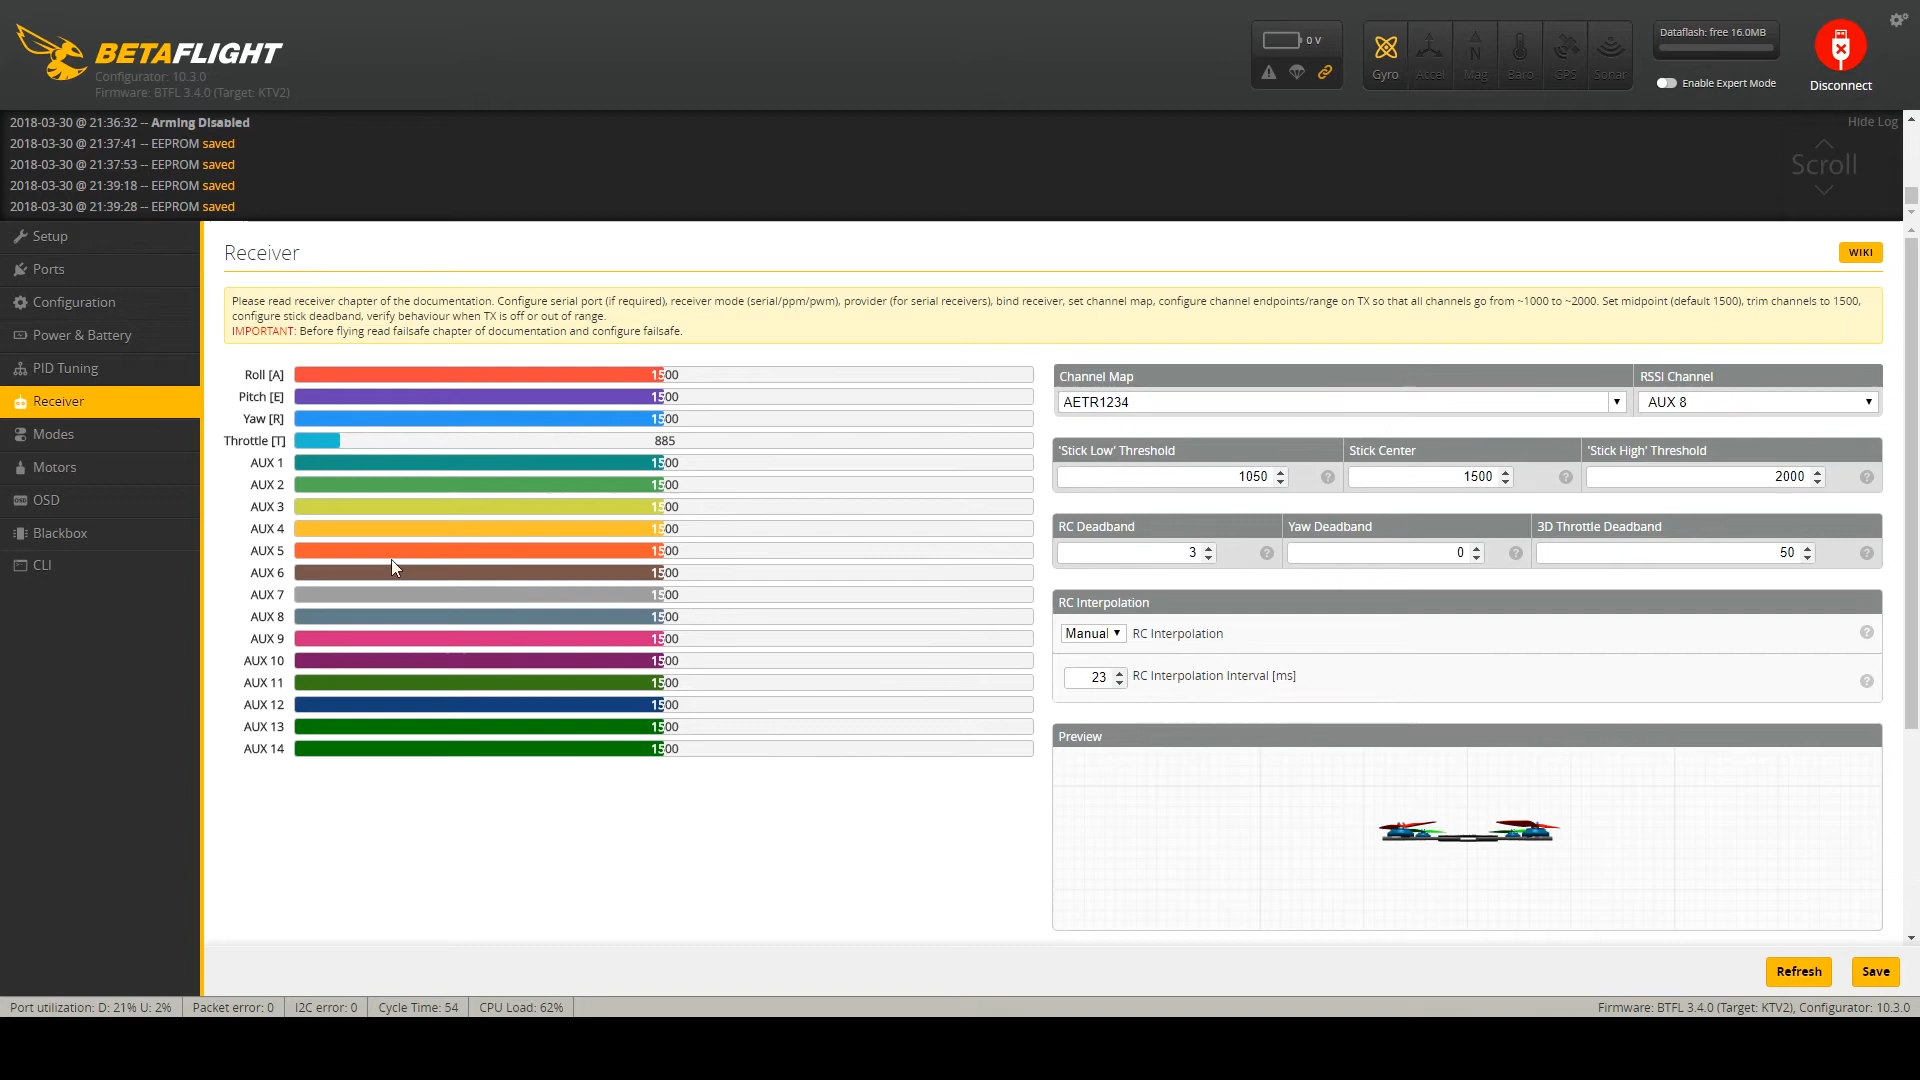 BETAFLIGHT
Configurator: 10.3.0
Firmware: BTFL 3.4.0 (Target: KTV2)
0 V
Gyro
Accel
Mag
Baro
GPS
Sonar
Dataflash: free 16.0MB
Enable Expert Mode
Disconnect
2018-03-30 @ 21:36:32 -- Arming Disabled
2018-03-30 @ 21:37:41 -- EEPROM saved
2018-03-30 @ 21:37:53 -- EEPROM saved
2018-03-30 @ 21:39:18 -- EEPROM saved
2018-03-30 @ 21:39:28 -- EEPROM saved
Hide Log
Scroll
Setup
Ports
Configuration
Power & Battery
PID Tuning
Receiver
Modes
Motors
OSD
Blackbox
CLI
Receiver
WIKI
Please read receiver chapter of the documentation. Configure serial port (if required), receiver mode (serial/ppm/pwm), provider (for serial receivers), bind receiver, set channel map, configure channel endpoints/range on TX so that all channels go from ~1000 to ~2000. Set midpoint (default 1500), trim channels to 1500,
configure stick deadband, verify behaviour when TX is off or out of range.
IMPORTANT: Before flying read failsafe chapter of documentation and configure failsafe.
Roll [A] 1500
Pitch [E] 1500
Yaw [R] 1500
Throttle [T] 885
AUX 1 1500
AUX 2 1500
AUX 3 1500
AUX 4 1500
AUX 5 1500
AUX 6 1500
AUX 7 1500
AUX 8 1500
AUX 9 1500
AUX 10 1500
AUX 11 1500
AUX 12 1500
AUX 13 1500
AUX 14 1500
Channel Map RSSI Channel
AETR1234 AUX 8
'Stick Low' Threshold Stick Center 'Stick High' Threshold
1050 ? 1500 ? 2000 ?
RC Deadband Yaw Deadband 3D Throttle Deadband
3 ? 0 ? 50 ?
RC Interpolation
Manual RC Interpolation ?
23 RC Interpolation Interval [ms] ?
Preview
Refresh
Save
Port utilization: D: 21% U: 2% Packet error: 0 I2C error: 0 Cycle Time: 54 CPU Load: 62% Firmware: BTFL 3.4.0 (Target: KTV2), Configurator: 10.3.0